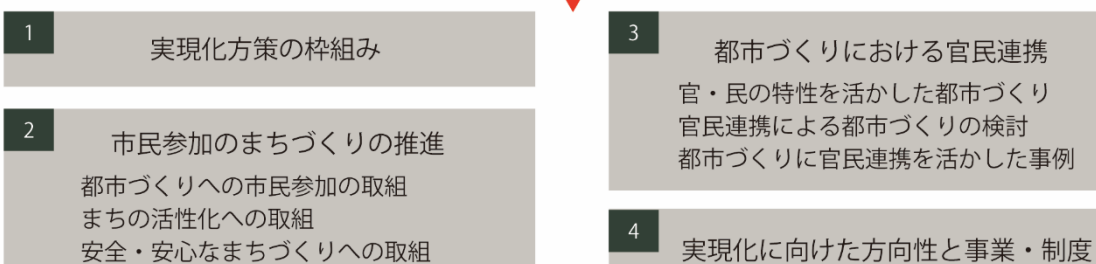 1
実現化方策の枠組み
2
市民参加のまちづくりの推進
都市づくりへの市民参加の取組
まちの活性化への取組
安全・安心なまちづくりへの取組
3
都市づくりにおける官民連携
官・民の特性を活かした都市づくり
官民連携による都市づくりの検討
都市づくりに官民連携を活かした事例
4
実現化に向けた方向性と事業・制度